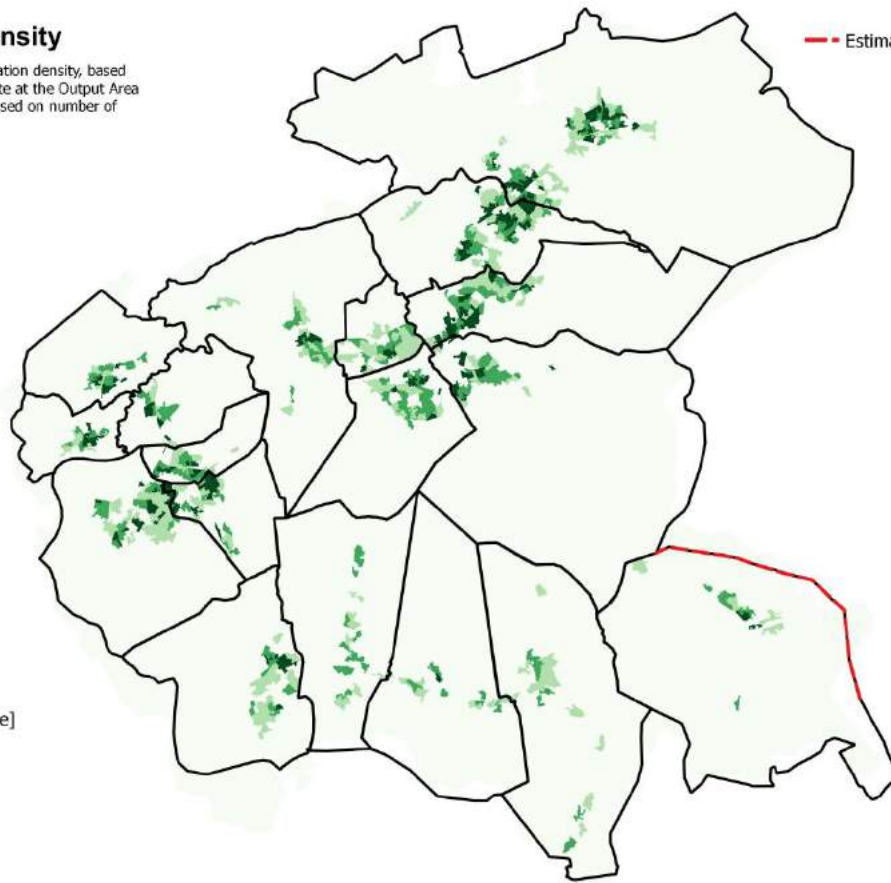 nsity
ation density, based
te at the Output Area
sed on number of
Estima
e]